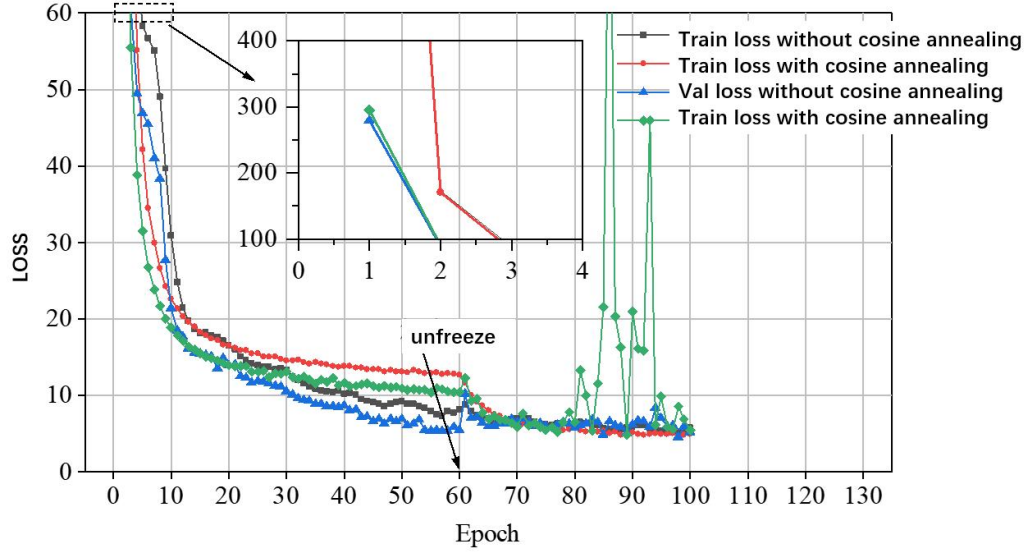 60
50
40
30
20
10
0
LOSS
0 10 20 30 40 50 60 70 80 90 100 110 120 130
Epoch
400
300
200
100
0 1 2 3 4
unfreeze
Train loss without cosine annealing
Train loss with cosine annealing
Val loss without cosine annealing
Train loss with cosine annealing